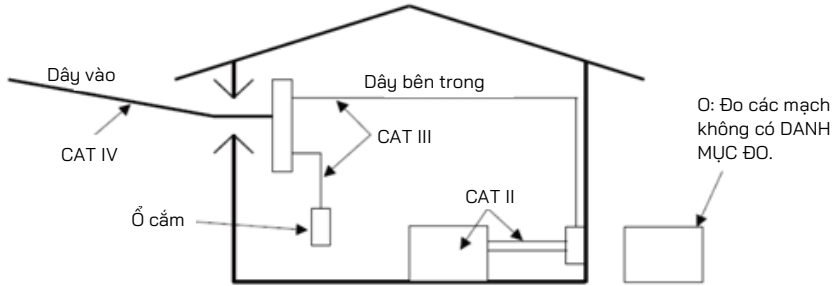 Dây vào
CAT IV
Ổ cắm
Dây bên trong
CAT III
CAT II
O: Đo các mạch
không có DANH
MỤC ĐO.